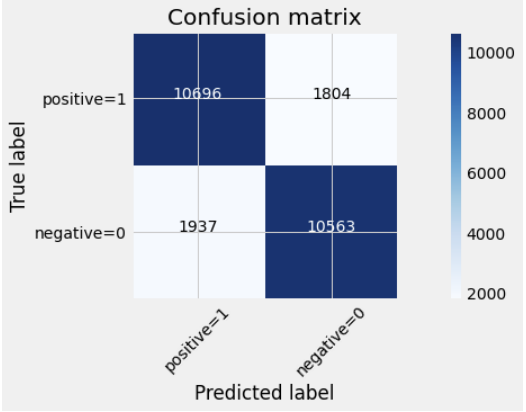 Confusion matrix
True label
positive=1
negative=0
10696
1804
1937
10563
positive=1
negative=0
Predicted label
10000
8000
6000
4000
2000